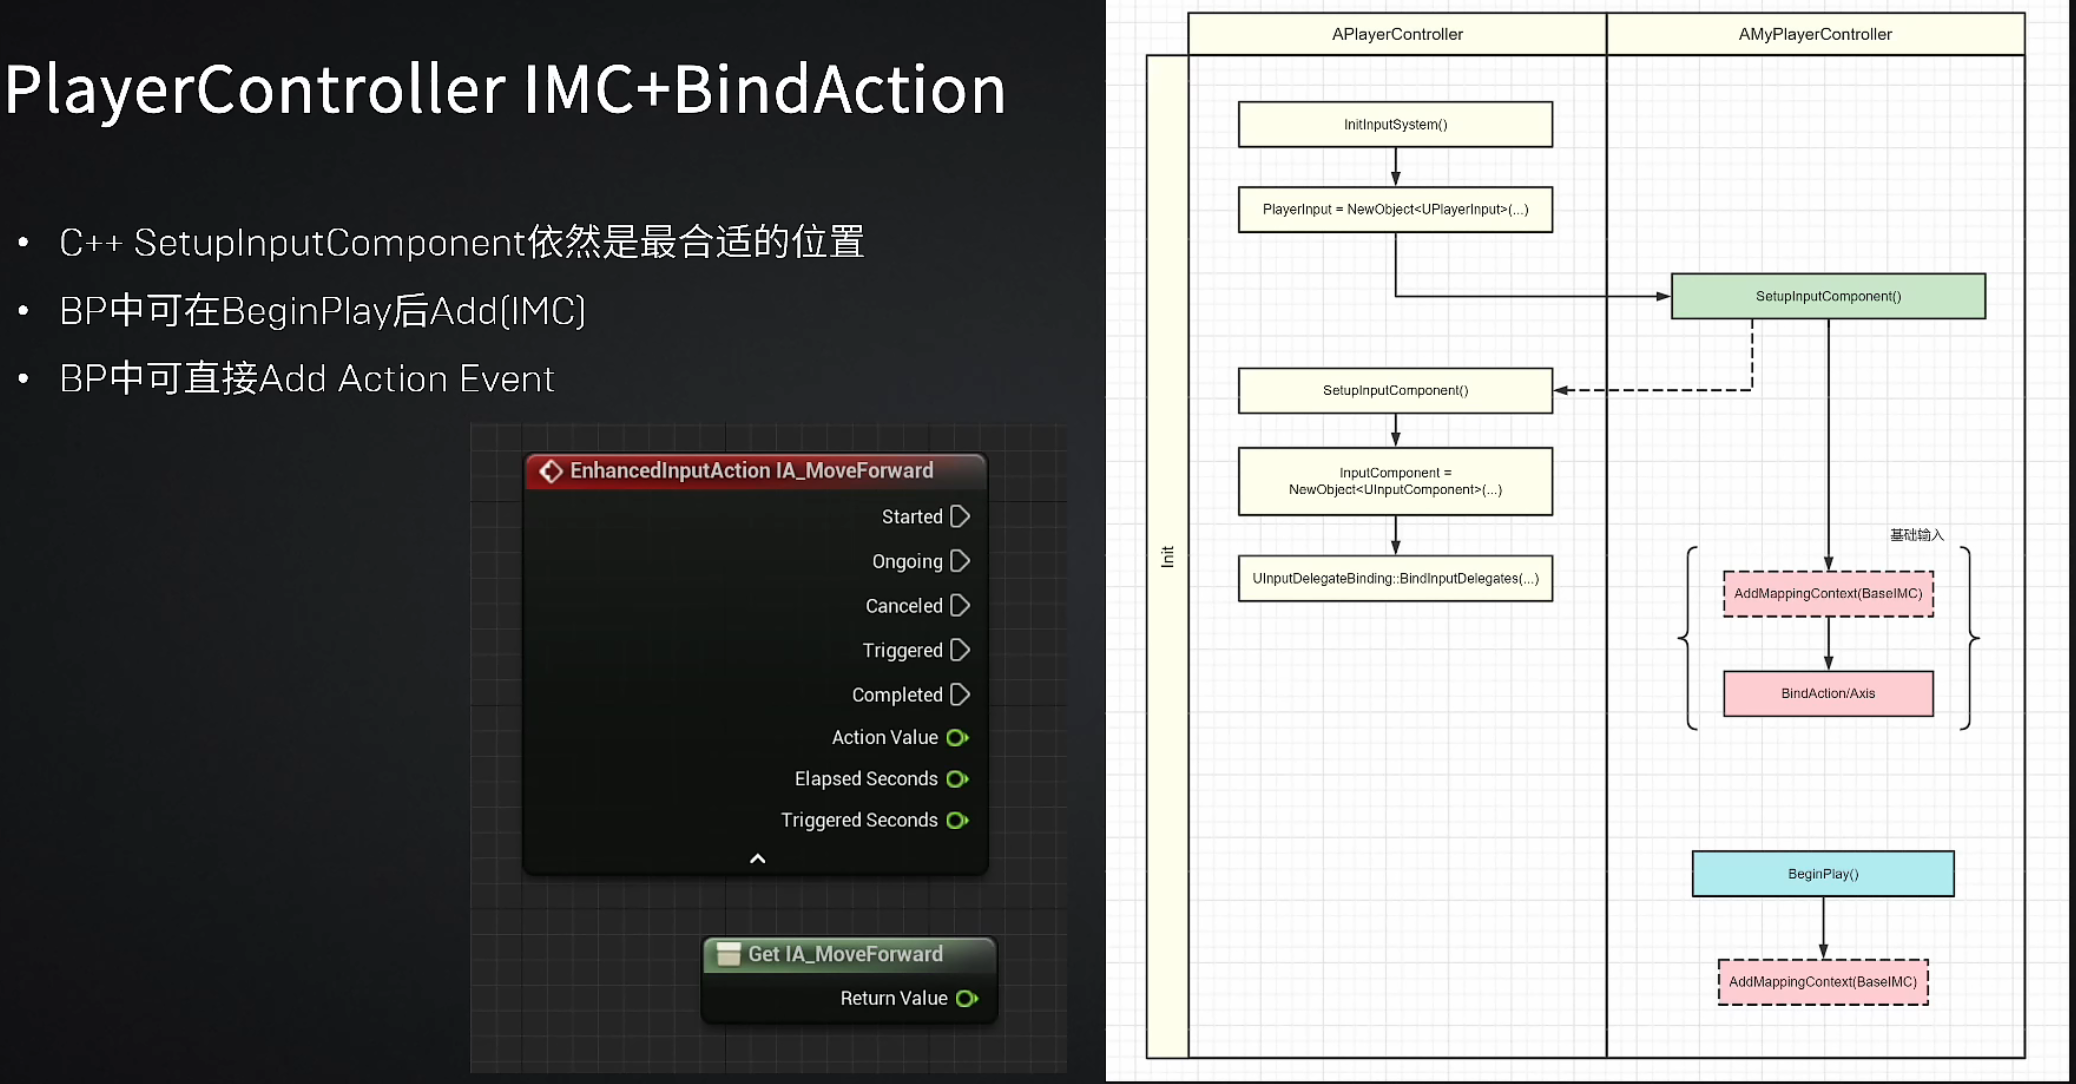 PlayerController IMC+BindAction
C++ SetupInputComponent依然是最合适的位置
BP中可在BeginPlay后Add(IMC)
BP中可直接Add Action Event
EnhancedInputAction IA_MoveForward
Started
Ongoing
Canceled
Triggered
Completed
Action Value
Elapsed Seconds
Triggered Seconds
Get IA_MoveForward
Return Value
APlayerController
AMyPlayerController
Init
InitInputSystem()
PlayerInput = NewObject<UPlayerInput>(...)
SetupInputComponent()
SetupInputComponent()
InputComponent =
NewObject<UInputComponent>(...)
UInputDelegateBinding::BindInputDelegates(...)
基础输入
AddMappingContext(BaseIMC)
BindAction/Axis
BeginPlay()
AddMappingContext(BaseIMC)